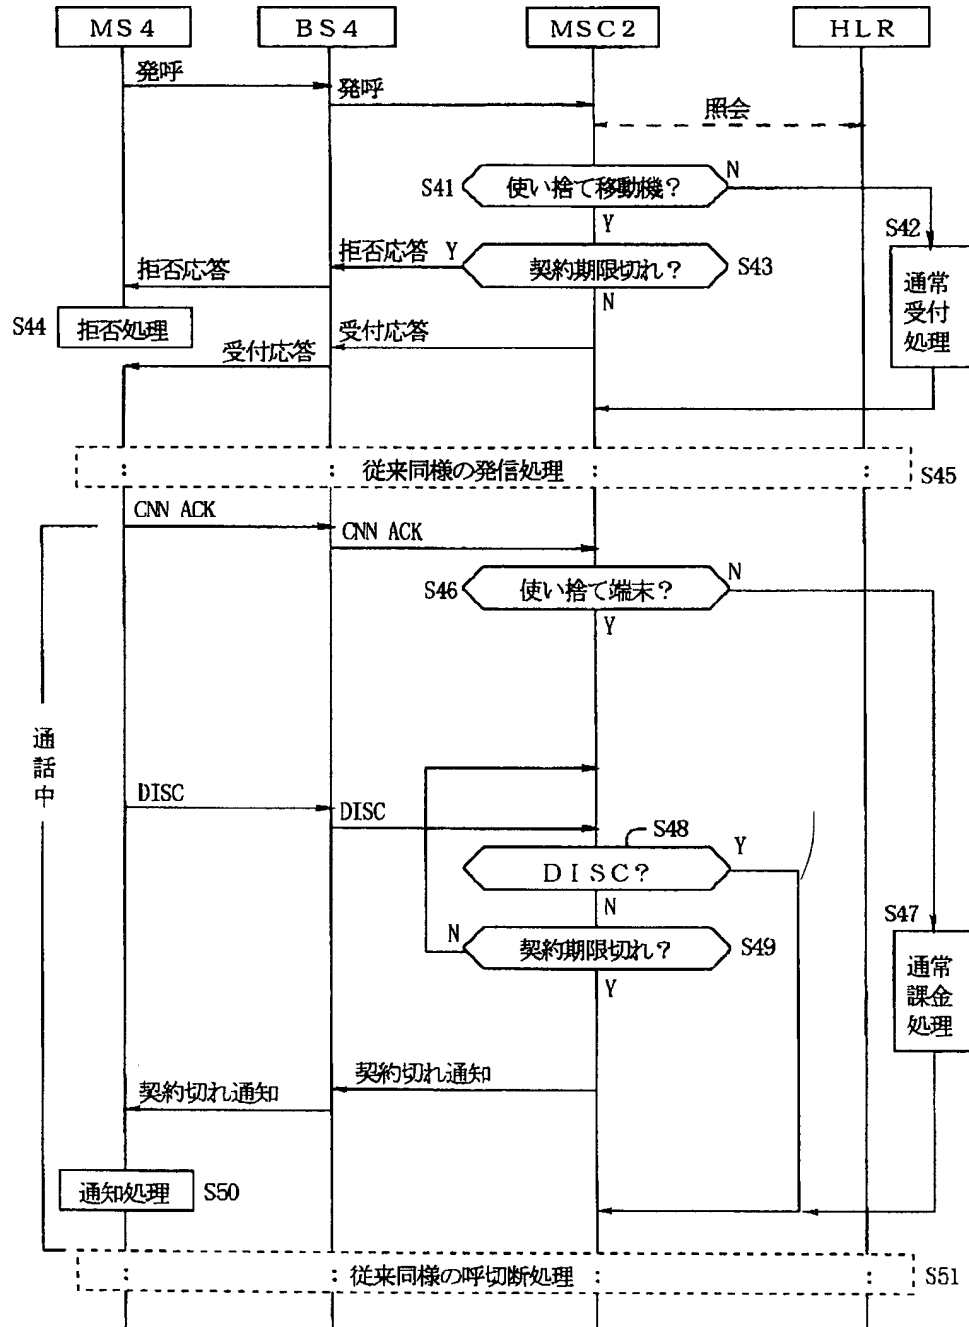 MS4 BS4 MSC2 HLR
発呼
発呼
照会
S41 使い捨て移動機? N
Y
S42
拒否応答 Y 契約期限切れ? S43
拒否応答
N
通常
受付
処理
S44 拒否処理
受付応答
受付応答
: : 従来同様の発信処理 : : S45
CNN ACK
CNN ACK
S46 使い捨て端末? N
Y
通
話
中
DISC
DISC
S48
DISC? Y
N
S47
N 契約期限切れ? S49
Y
通常
課金
処理
契約切れ通知
契約切れ通知
通知処理 S50
: : 従来同様の呼切断処理 : : S51